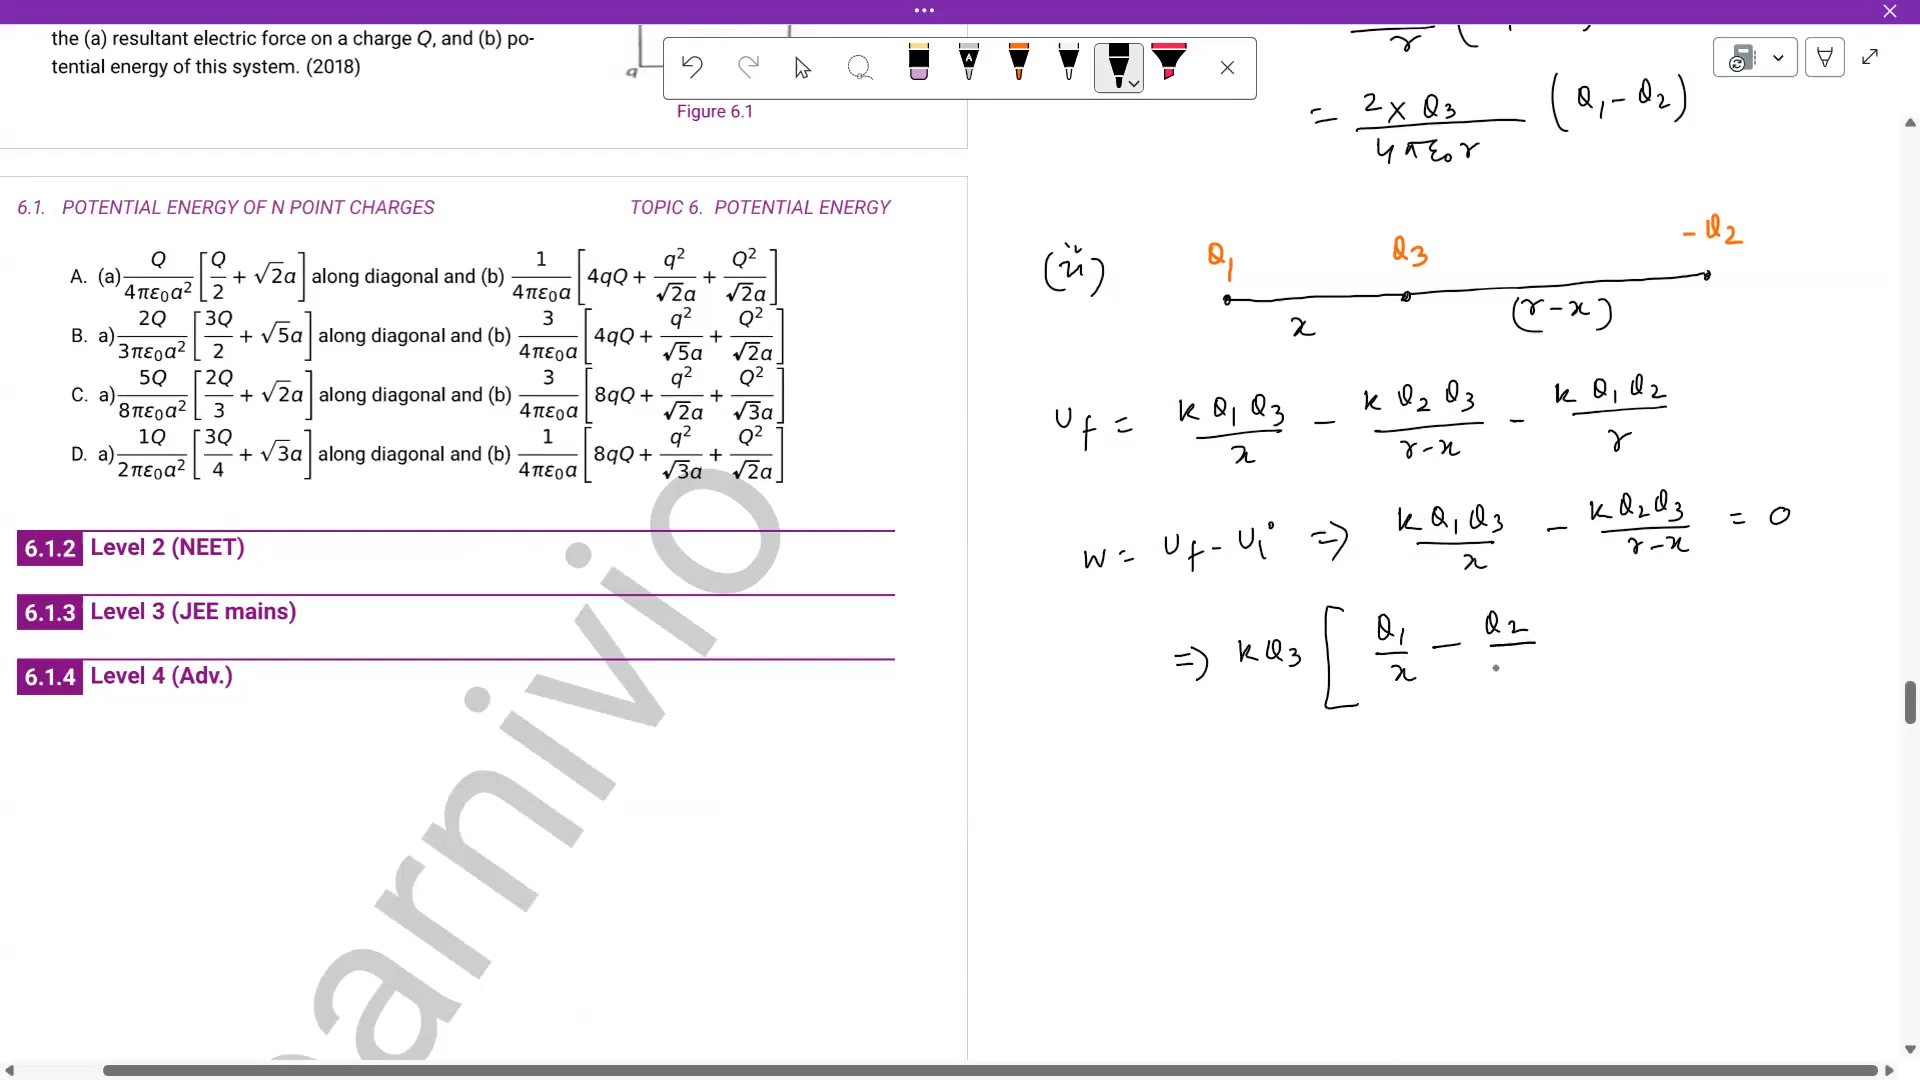 the (a) resultant electric force on a charge Q, and (b) po-
tential energy of this system. (2018)
q
Figure 6.1
6.1. POTENTIAL ENERGY OF N POINT CHARGES TOPIC 6. POTENTIAL ENERGY
A. (a) Q/4πε₀a² [Q/2 + √2a] along diagonal and (b) 1/4πε₀a [4qQ + q²/√2a + Q²/√2a]
B. a) 2Q/3πε₀a² [3Q/2 + √5a] along diagonal and (b) 3/4πε₀a [4qQ + q²/√5a + Q²/√2a]
C. a) 5Q/8πε₀a² [2Q/3 + √2a] along diagonal and (b) 3/4πε₀a [8qQ + q²/√2a + Q²/√3a]
D. a) 1Q/2πε₀a² [3Q/4 + √3a] along diagonal and (b) 1/4πε₀a [8qQ + q²/√3a + Q²/√2a]
6.1.2 Level 2 (NEET)
6.1.3 Level 3 (JEE mains)
6.1.4 Level 4 (Adv.)
arnivio
r (
= 2 × Q₃/4πε₀r (Q₁ - Q₂)
(ii) Q₁ Q₃ -Q₂
x (r-x)
U_f = kQ₁Q₃/x - kQ₂Q₃/r-x - kQ₁Q₂/r
W = U_f - U_i => kQ₁Q₃/x - kQ₂Q₃/r-x = 0
=> kQ₃ [ Q₁/x - Q₂/